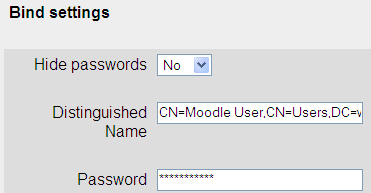 Bind settings
Hide passwords No
Distinguished CN=Moodle User,CN=Users,DC=
Name
Password ***********